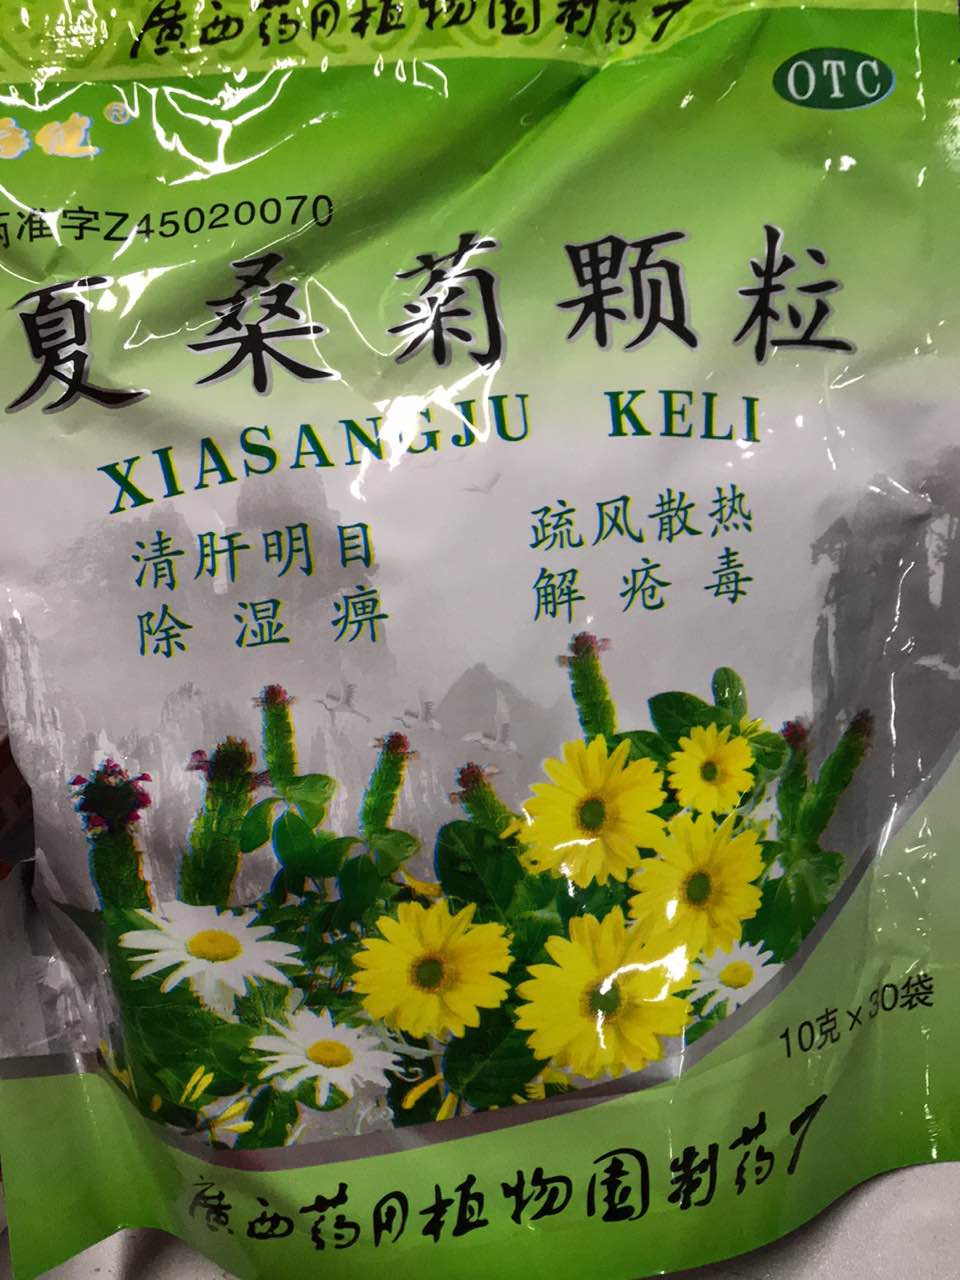 廣西药用植物园制药厂
OTC
®
准字Z45020070
夏桑菊颗粒
XIASANGJU KELI
清肝明目 疏风散热
除湿痹 解疮毒
10克×30袋
廣西药用植物园制药厂